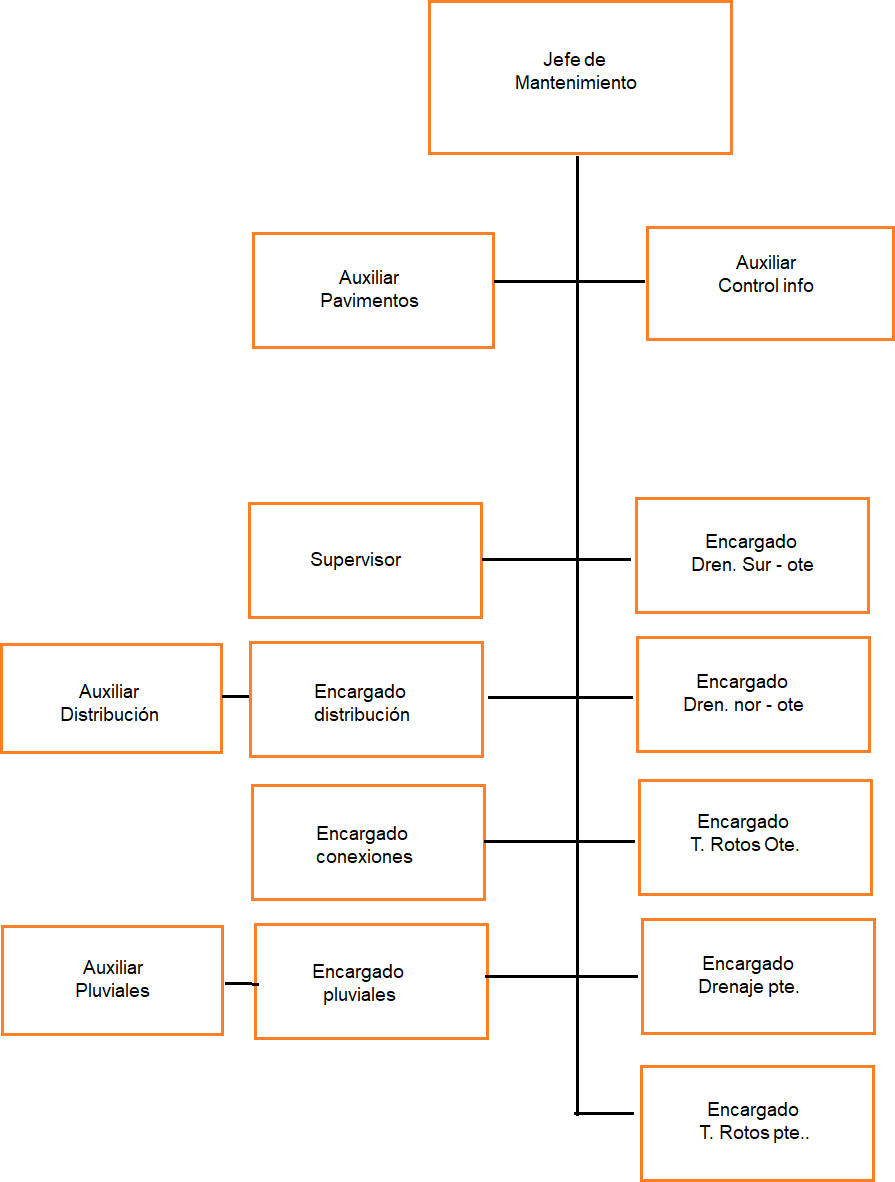 Jefe de
Mantenimiento
Auxiliar
Pavimentos
Auxiliar
Control info
Supervisor
Encargado
Dren. Sur - ote
Auxiliar
Distribución
Encargado
distribución
Encargado
Dren. nor - ote
Encargado
conexiones
Encargado
T. Rotos Ote.
Auxiliar
Pluviales
Encargado
pluviales
Encargado
Drenaje pte.
Encargado
T. Rotos pte..